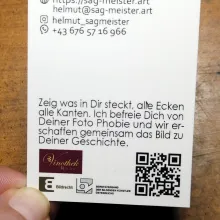 https://sag-meister.art
helmut@sag-meister.art
helmut_sagmeister
+43 676 57 16 966
Zeig was in Dir steckt, alle Ecken
alle Kanten. Ich befreie Dich von
Deiner Foto Phobie und wir er-
schaffen gemeinsam das Bild zu
Deiner Geschichte.
Vinothek
Bildrecht